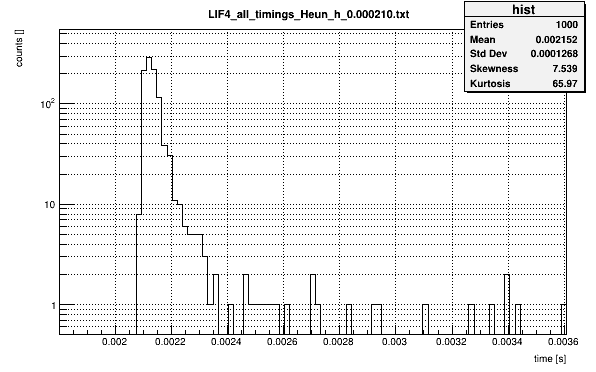 LIF4_all_timings_Heun_h_0.000210.txt
hist
Entries 1000
Mean 0.002152
Std Dev 0.0001268
Skewness 7.539
Kurtosis 65.97
counts []
10²
10
1
0.002 0.0022 0.0024 0.0026 0.0028 0.003 0.0032 0.0034 0.0036
time [s]